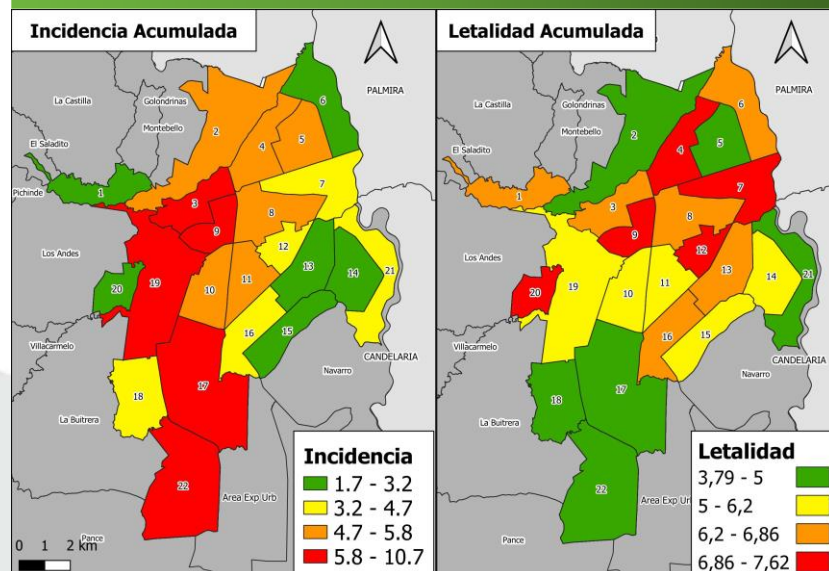 Incidencia Acumulada
La Castilla
Golondrinas
Montebello
El Saladito
Pichinde
Los Andes
Villacarmelo
La Buitrera
Pance
PALMIRA
CANDELARIA
Navarro
Area Exp Urb
1
2
3
4
5
6
7
8
9
10
11
12
13
14
15
16
17
18
19
20
21
22
Incidencia
1.7 - 3.2
3.2 - 4.7
4.7 - 5.8
5.8 - 10.7
0 1 2 km
Letalidad Acumulada
La Castilla
Golondrinas
Montebello
El Saladito
Pichinde
Los Andes
Villacarmelo
La Buitrera
Pance
PALMIRA
CANDELARIA
Navarro
Area Exp Ur
1
2
3
4
5
6
7
8
9
10
11
12
13
14
15
16
17
18
19
20
21
22
Letalidad
3,79 - 5
5 - 6,2
6,2 - 6,86
6,86 - 7,62